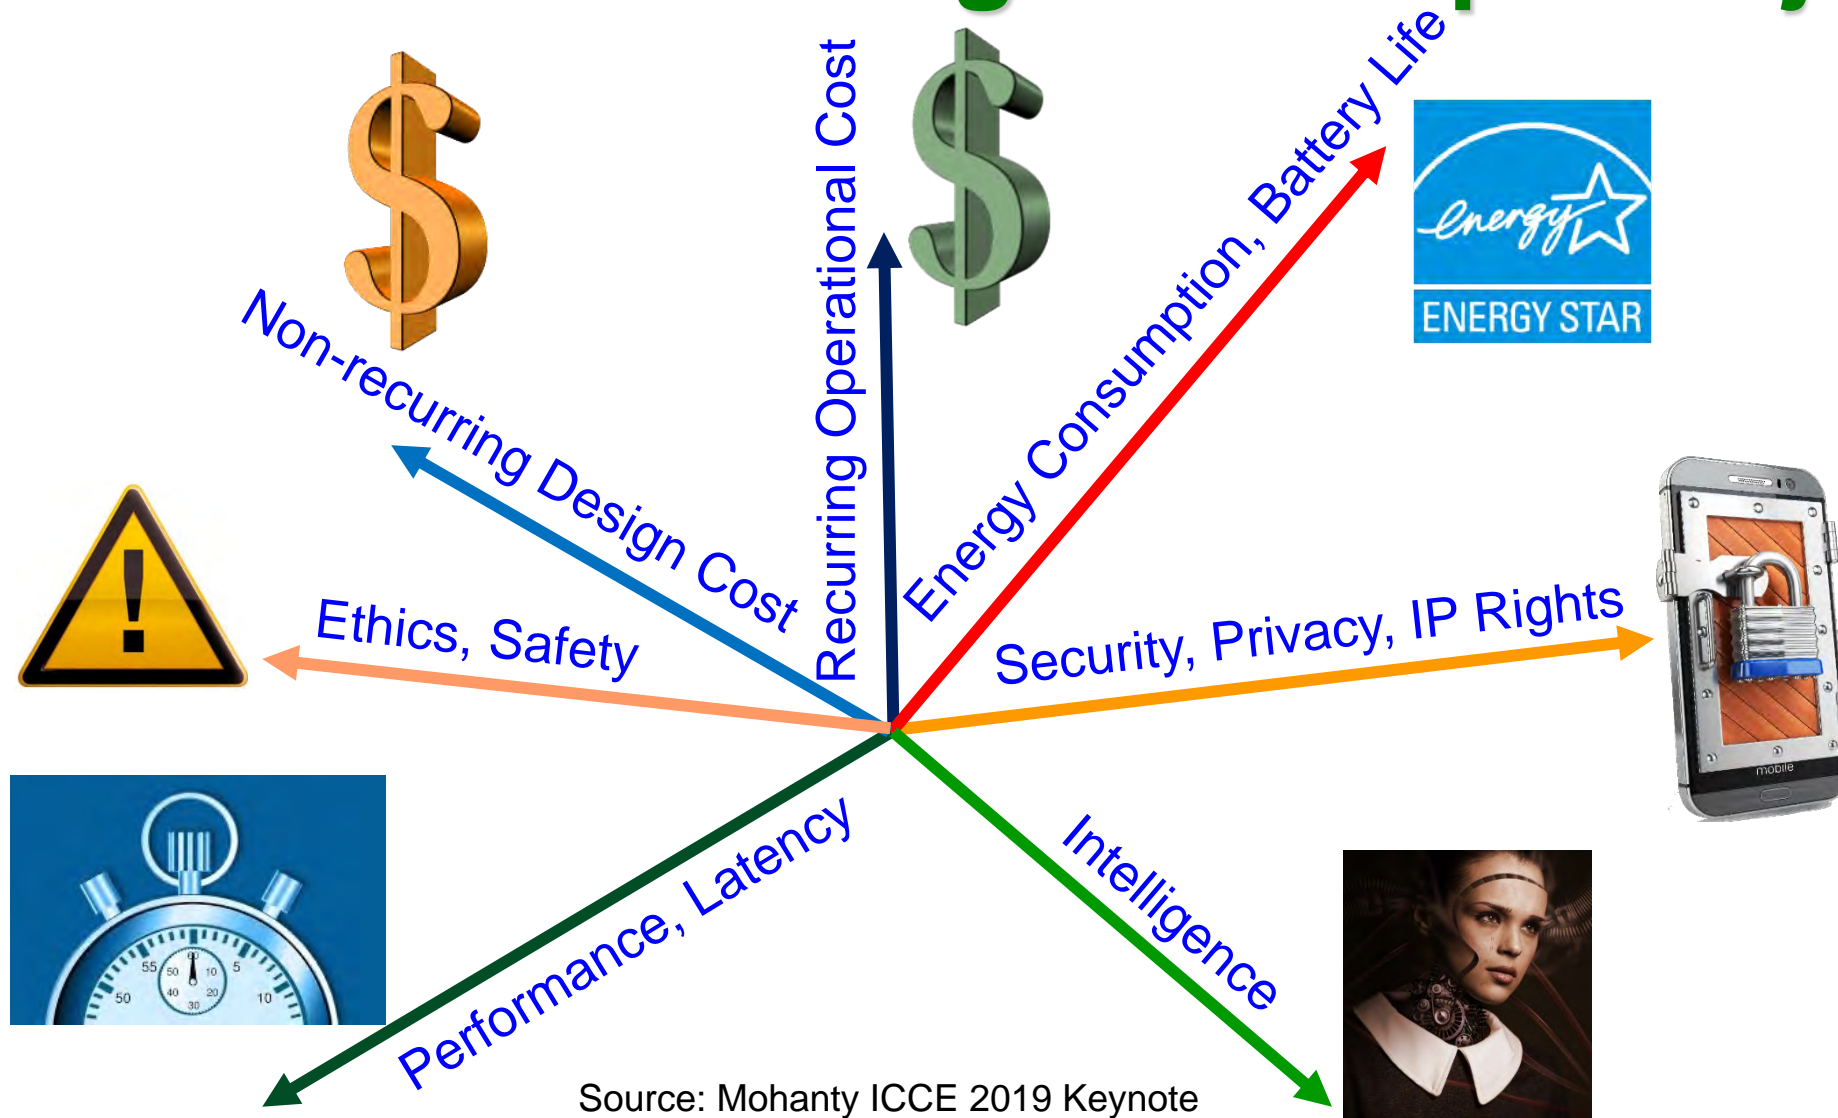 Recurring Operational Cost
Energy Consumption, Battery Life
energy
ENERGY STAR
Non-recurring Design Cost
Ethics, Safety
Security, Privacy, IP Rights
mobile
Performance, Latency
Intelligence
60
55
5
50
10
50
10
40
20
30
Source: Mohanty ICCE 2019 Keynote